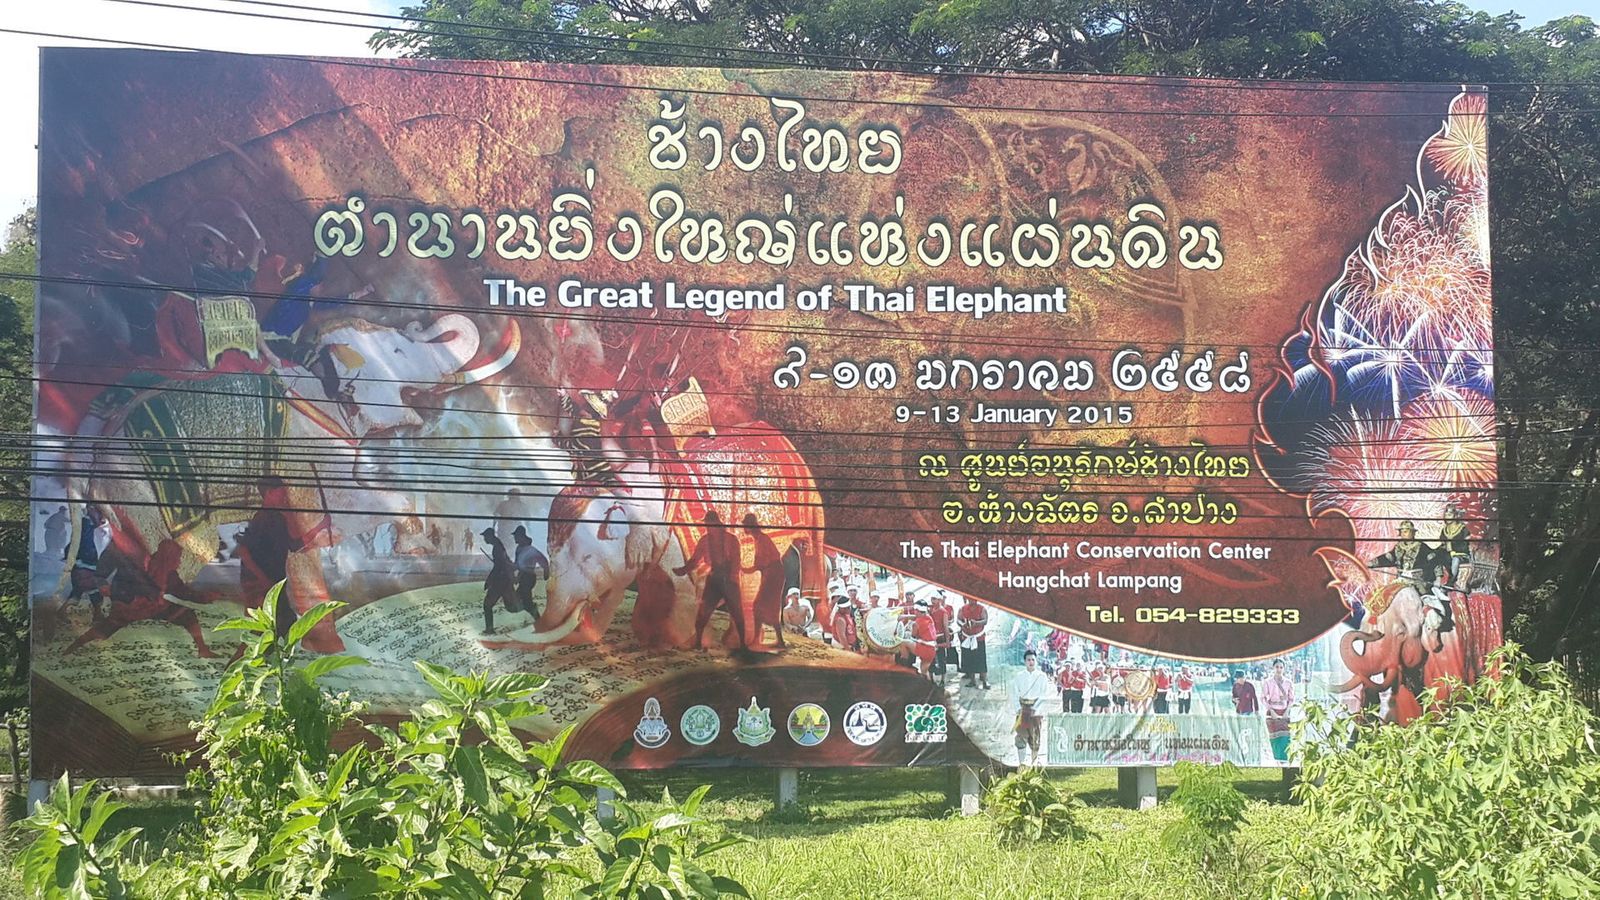 ช้างไทย
ตำนานยิ่งใหญ่แห่งแผ่นดิน
The Great Legend of Thai Elephant
๙-๑๓ มกราคม ๒๕๕๘
9-13 January 2015
ณ ศูนย์อนุรักษ์ช้างไทย
อ.ห้างฉัตร จ.ลำปาง
The Thai Elephant Conservation Center
Hangchat Lampang
Tel. 054-829333